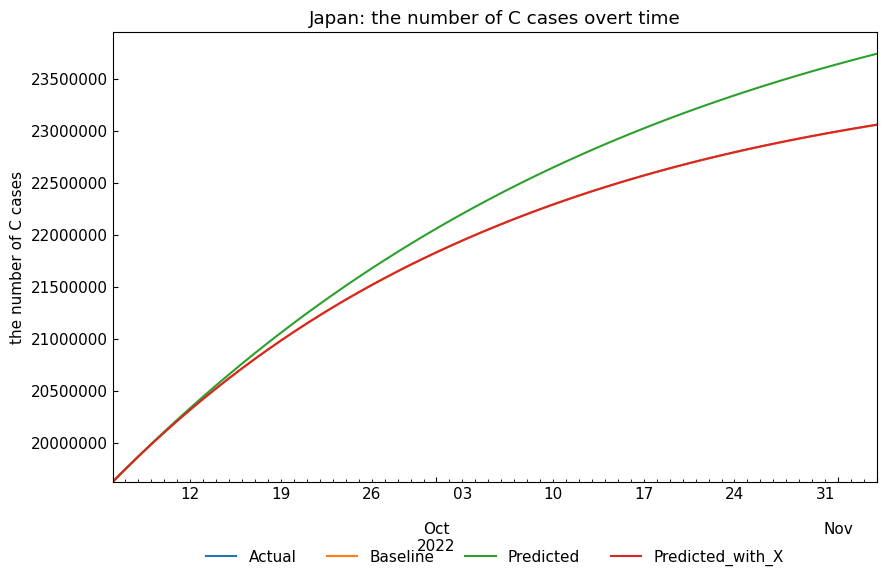 Japan: the number of C cases overt time
the number of C cases
23500000
23000000
22500000
22000000
21500000
21000000
20500000
20000000
12 19 26 03 10 17 24 31
Oct Nov
2022
Actual Baseline Predicted Predicted_with_X